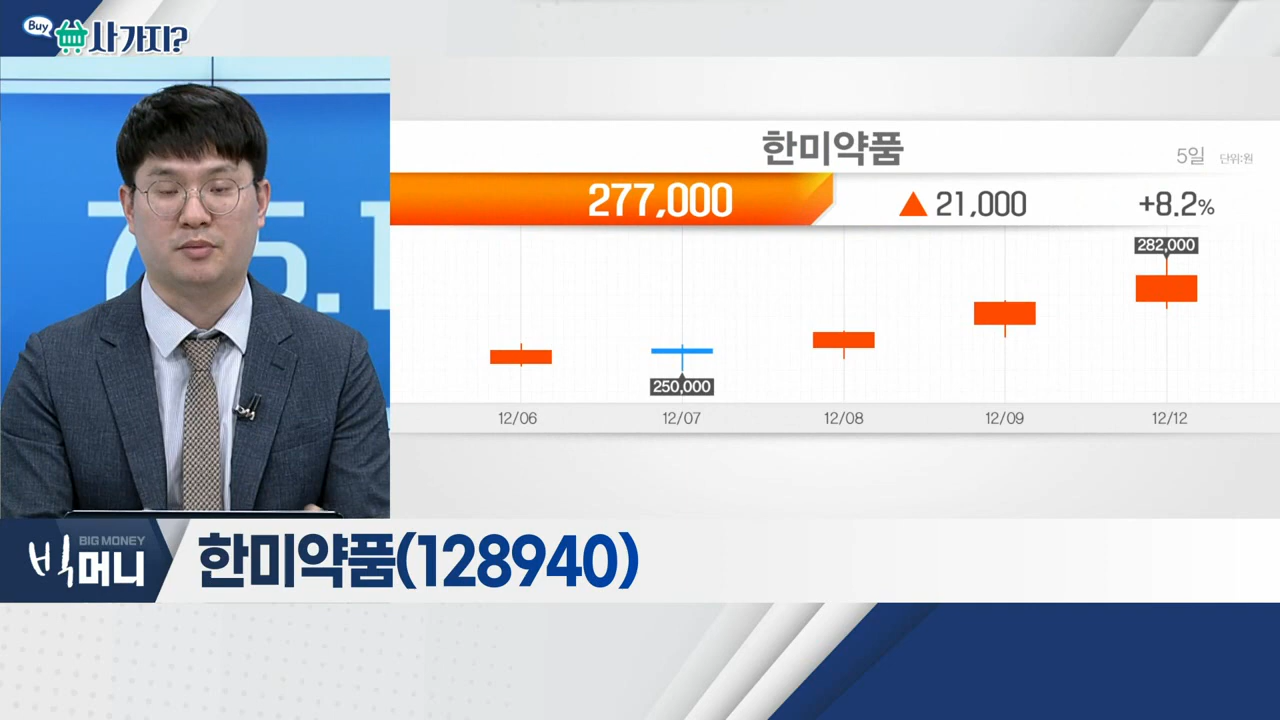 Buy
사가지?
한미약품
5일 단위:원
277,000 ▲ 21,000 +8.2%
282,000
250,000
12/06 12/07 12/08 12/09 12/12
BIG MONEY
빅머니
한미약품(128940)